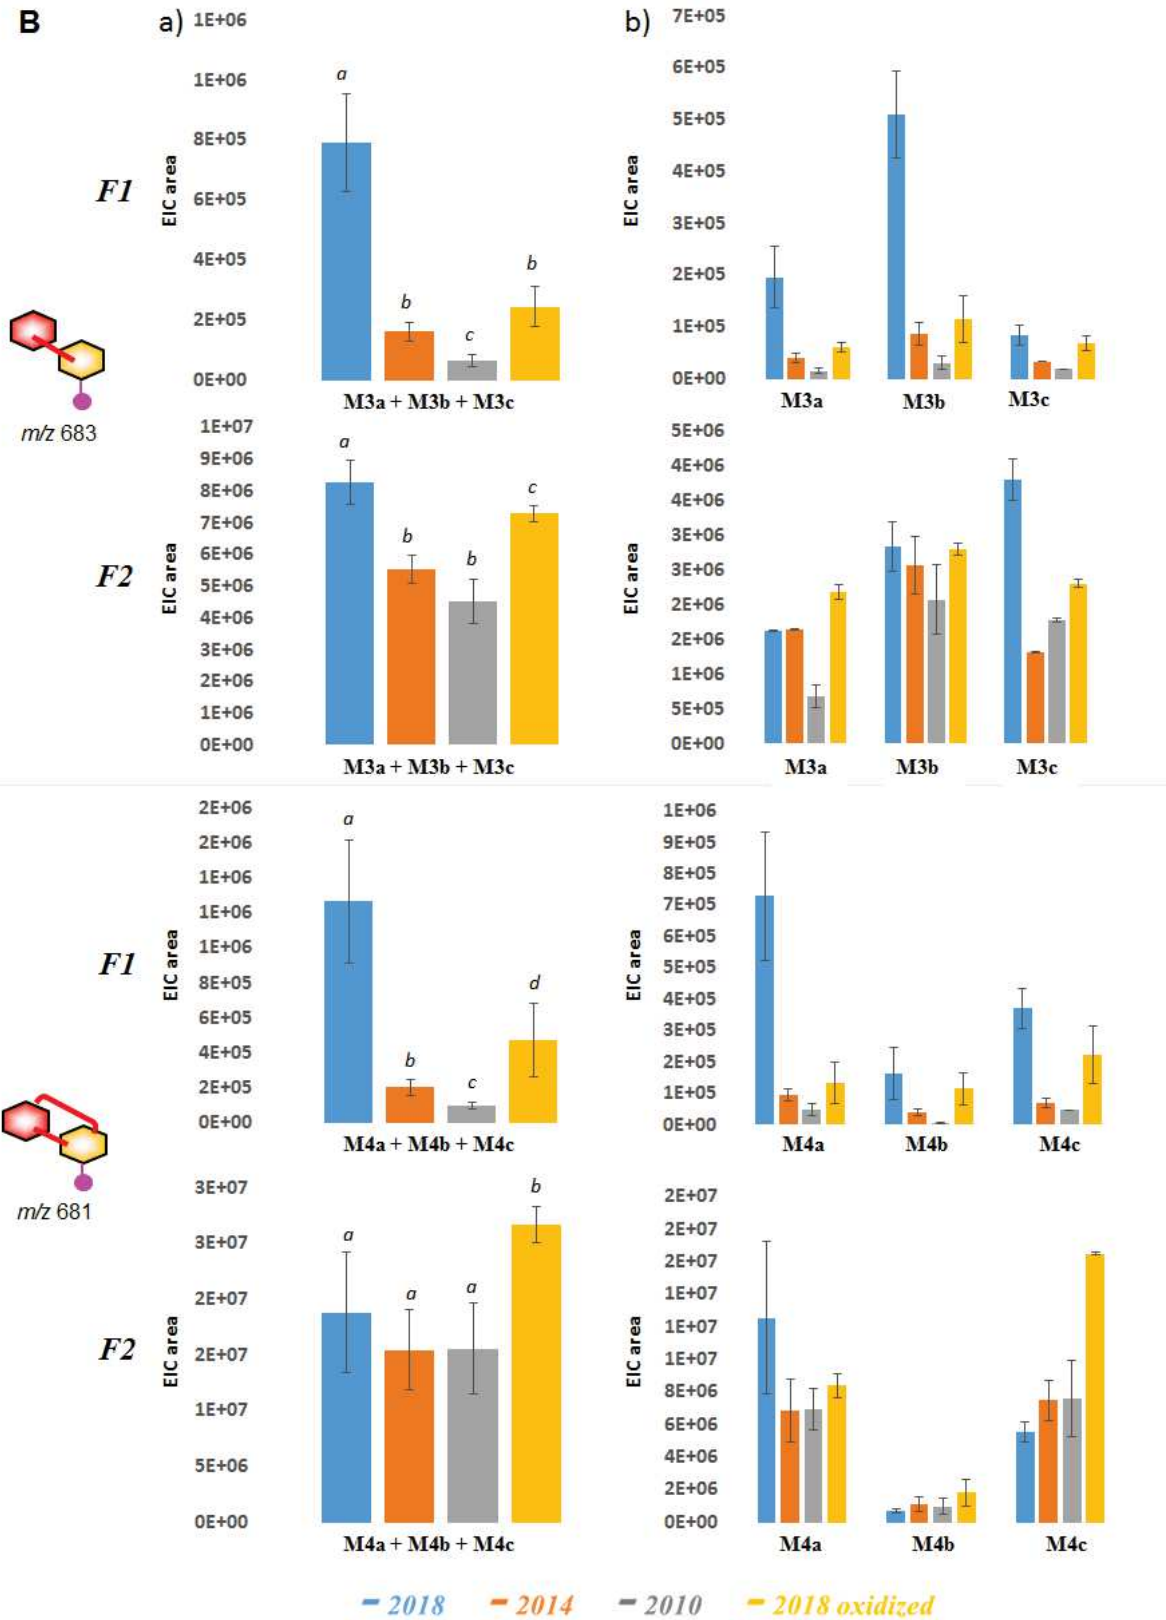 B
a)
1E+06
1E+06
8E+05
6E+05
4E+05
2E+05
0E+00
EIC area
a
b
c
b
M3a + M3b + M3c
b)
7E+05
6E+05
5E+05
4E+05
3E+05
2E+05
1E+05
0E+00
EIC area
M3a
M3b
M3c
F1
m/z 683
F2
1E+07
9E+06
8E+06
7E+06
6E+06
5E+06
4E+06
3E+06
2E+06
1E+06
0E+00
EIC area
a
b
b
c
M3a + M3b + M3c
5E+06
4E+06
4E+06
3E+06
3E+06
2E+06
2E+06
1E+06
5E+05
0E+00
EIC area
M3a
M3b
M3c
F1
2E+06
2E+06
1E+06
1E+06
1E+06
8E+05
6E+05
4E+05
2E+05
0E+00
EIC area
a
b
c
d
M4a + M4b + M4c
1E+06
9E+05
8E+05
7E+05
6E+05
5E+05
4E+05
3E+05
2E+05
1E+05
0E+00
EIC area
M4a
M4b
M4c
m/z 681
F2
3E+07
3E+07
2E+07
2E+07
1E+07
5E+06
0E+00
EIC area
a
a
a
b
M4a + M4b + M4c
2E+07
2E+07
2E+07
1E+07
1E+07
1E+07
8E+06
6E+06
4E+06
2E+06
0E+00
EIC area
M4a
M4b
M4c
2018 2014 2010 2018 oxidized